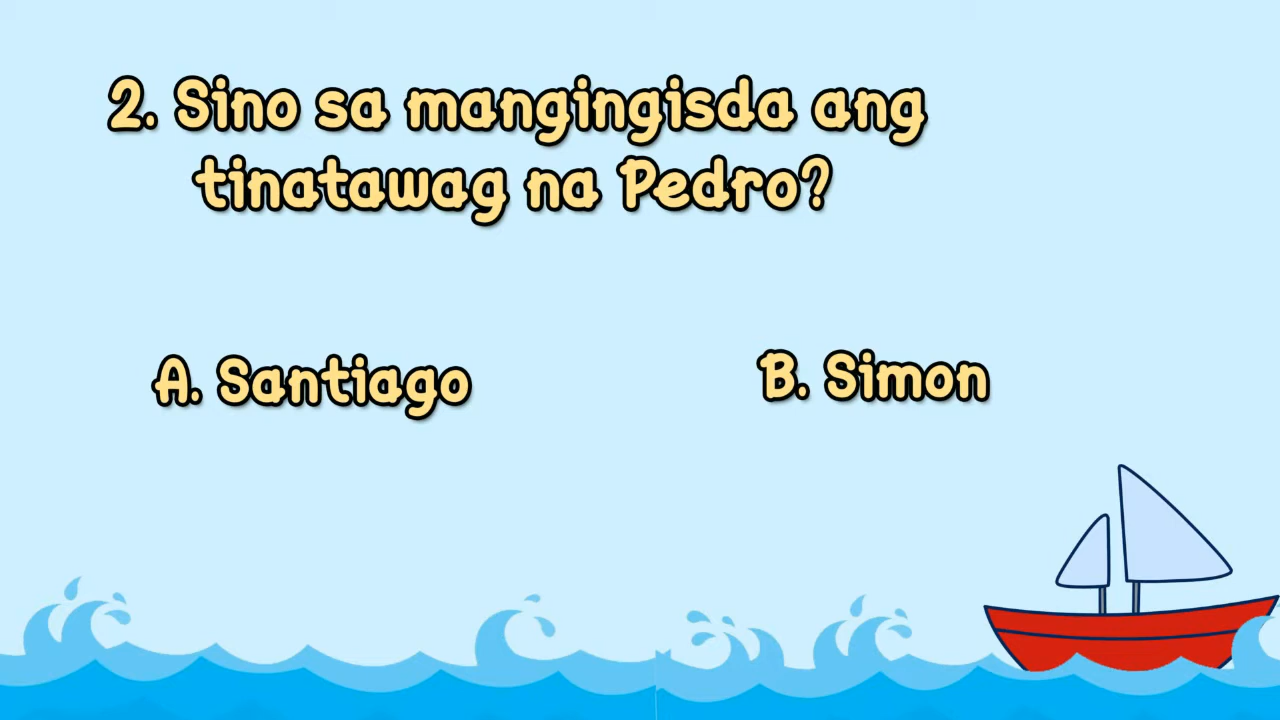 2. Sino sa mangingisda ang
tinatawag na Pedro?
A. Santiago
B. Simon